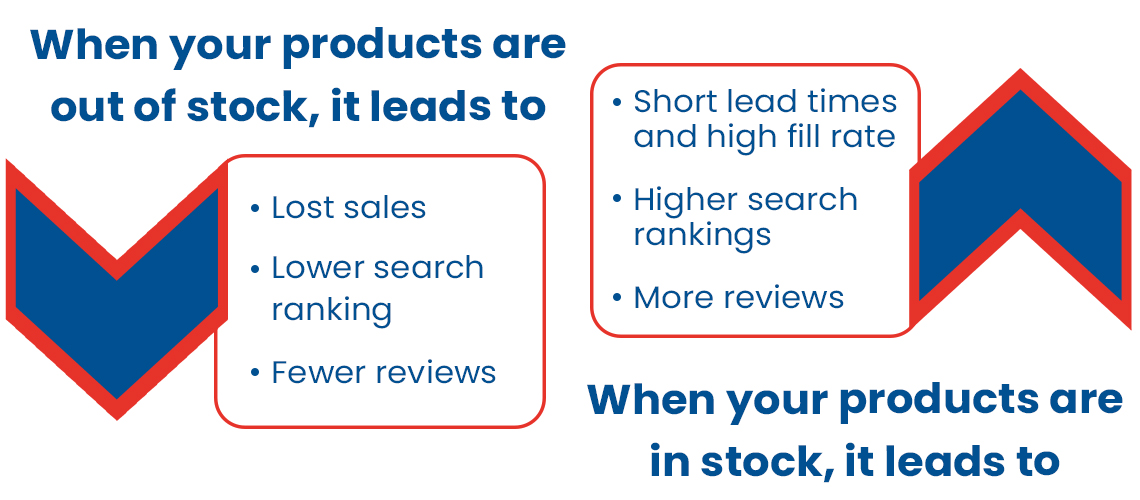 When your products are
out of stock, it leads to
• Lost sales
• Lower search
ranking
• Fewer reviews
• Short lead times
and high fill rate
• Higher search
rankings
• More reviews
When your products are
in stock, it leads to